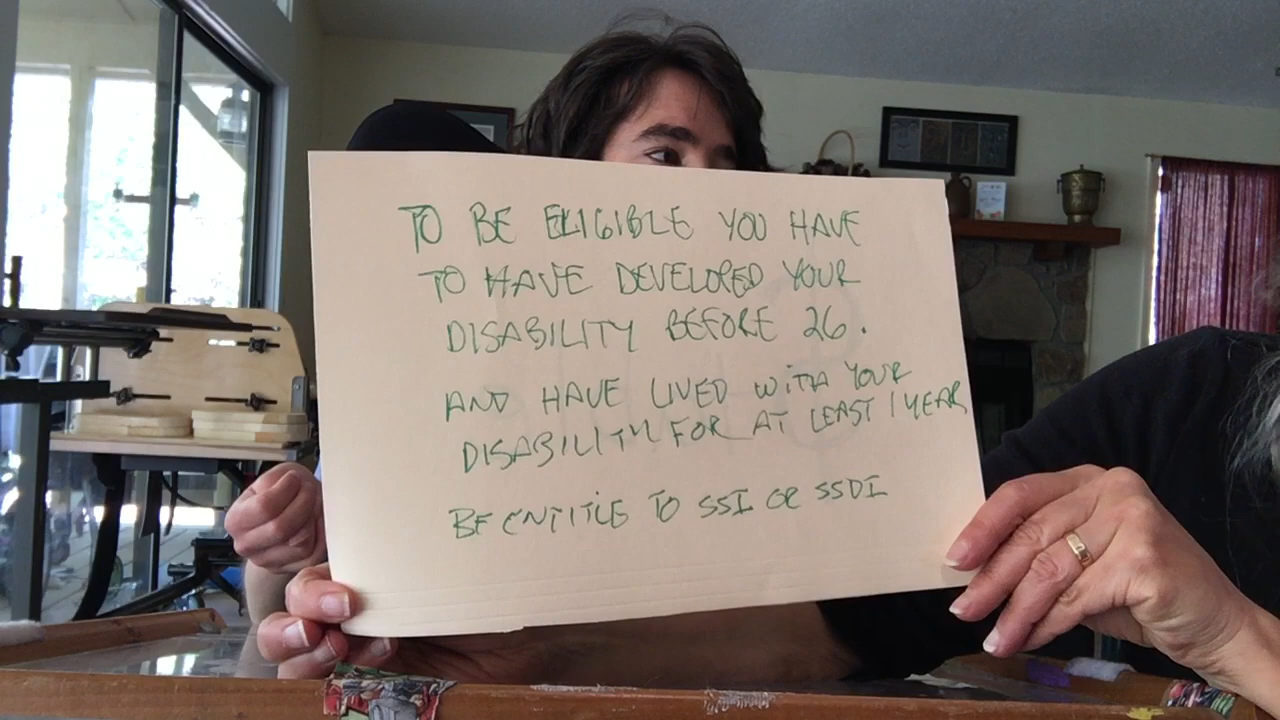 TO BE ELIGIBLE YOU HAVE
TO HAVE DEVELOPED YOUR
DISABILITY BEFORE 26.
AND HAVE LIVED WITH YOUR
DISABILITY FOR AT LEAST 1 YEAR
BE ENTITLE TO SSI OR SSDI